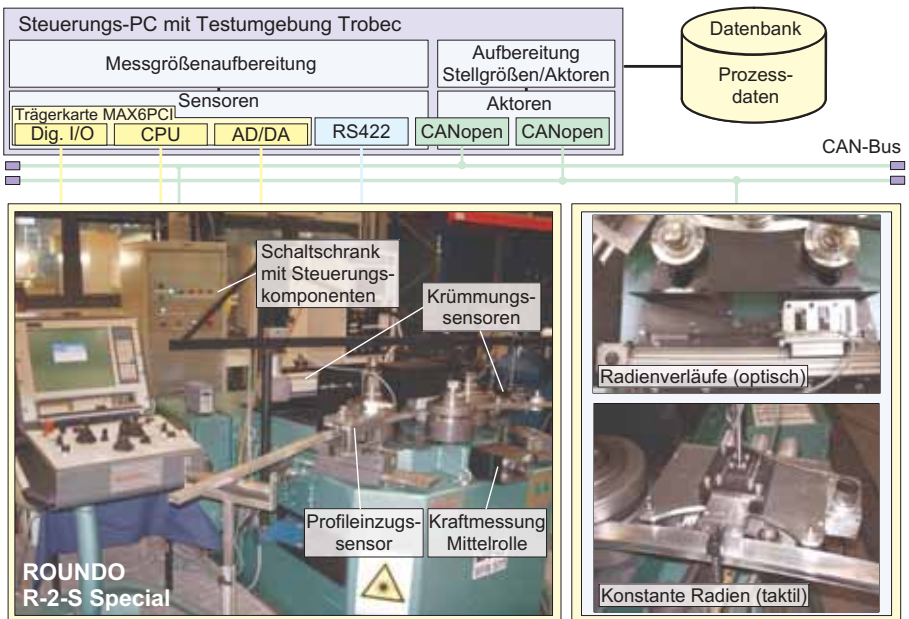 Steuerungs-PC mit Testumgebung Trobec
Messgrößenaufbereitung
Aufbereitung
Stellgrößen/Aktoren
Datenbank
Prozess-
daten
Sensoren
Aktoren
Trägerkarte MAX6PCI
Dig. I/O
CPU
AD/DA
RS422
CANopen
CANopen
CAN-Bus
Schaltschrank
mit Steuerungs-
komponenten
Krümmungs-
sensoren
Profileinzugs-
sensor
Kraftmessung
Mittelrolle
ROUNDO
R-2-S Special
Radienverläufe (optisch)
Konstante Radien (taktil)